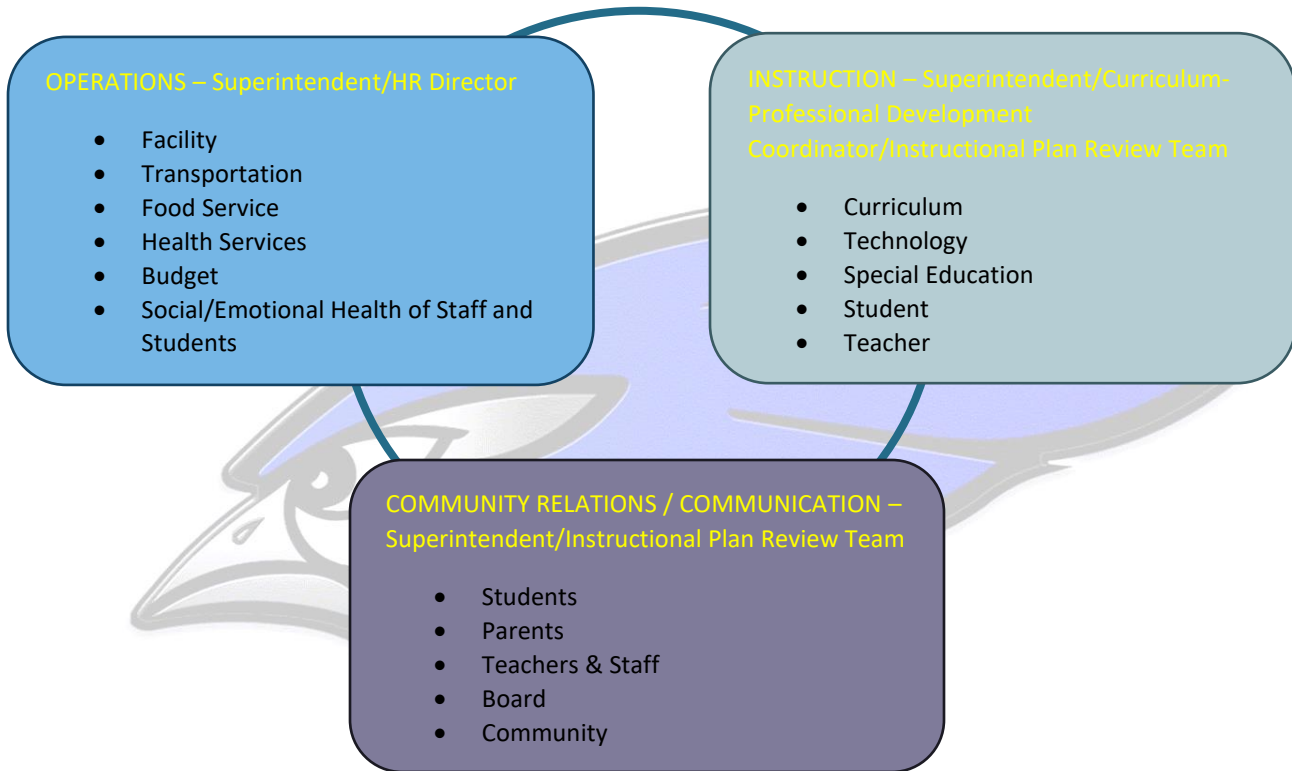 OPERATIONS – Superintendent/HR Director
• Facility
• Transportation
• Food Service
• Health Services
• Budget
• Social/Emotional Health of Staff and
Students
INSTRUCTION – Superintendent/Curriculum-
Professional Development
Coordinator/Instructional Plan Review Team
• Curriculum
• Technology
• Special Education
• Student
• Teacher
COMMUNITY RELATIONS / COMMUNICATION –
Superintendent/Instructional Plan Review Team
• Students
• Parents
• Teachers & Staff
• Board
• Community